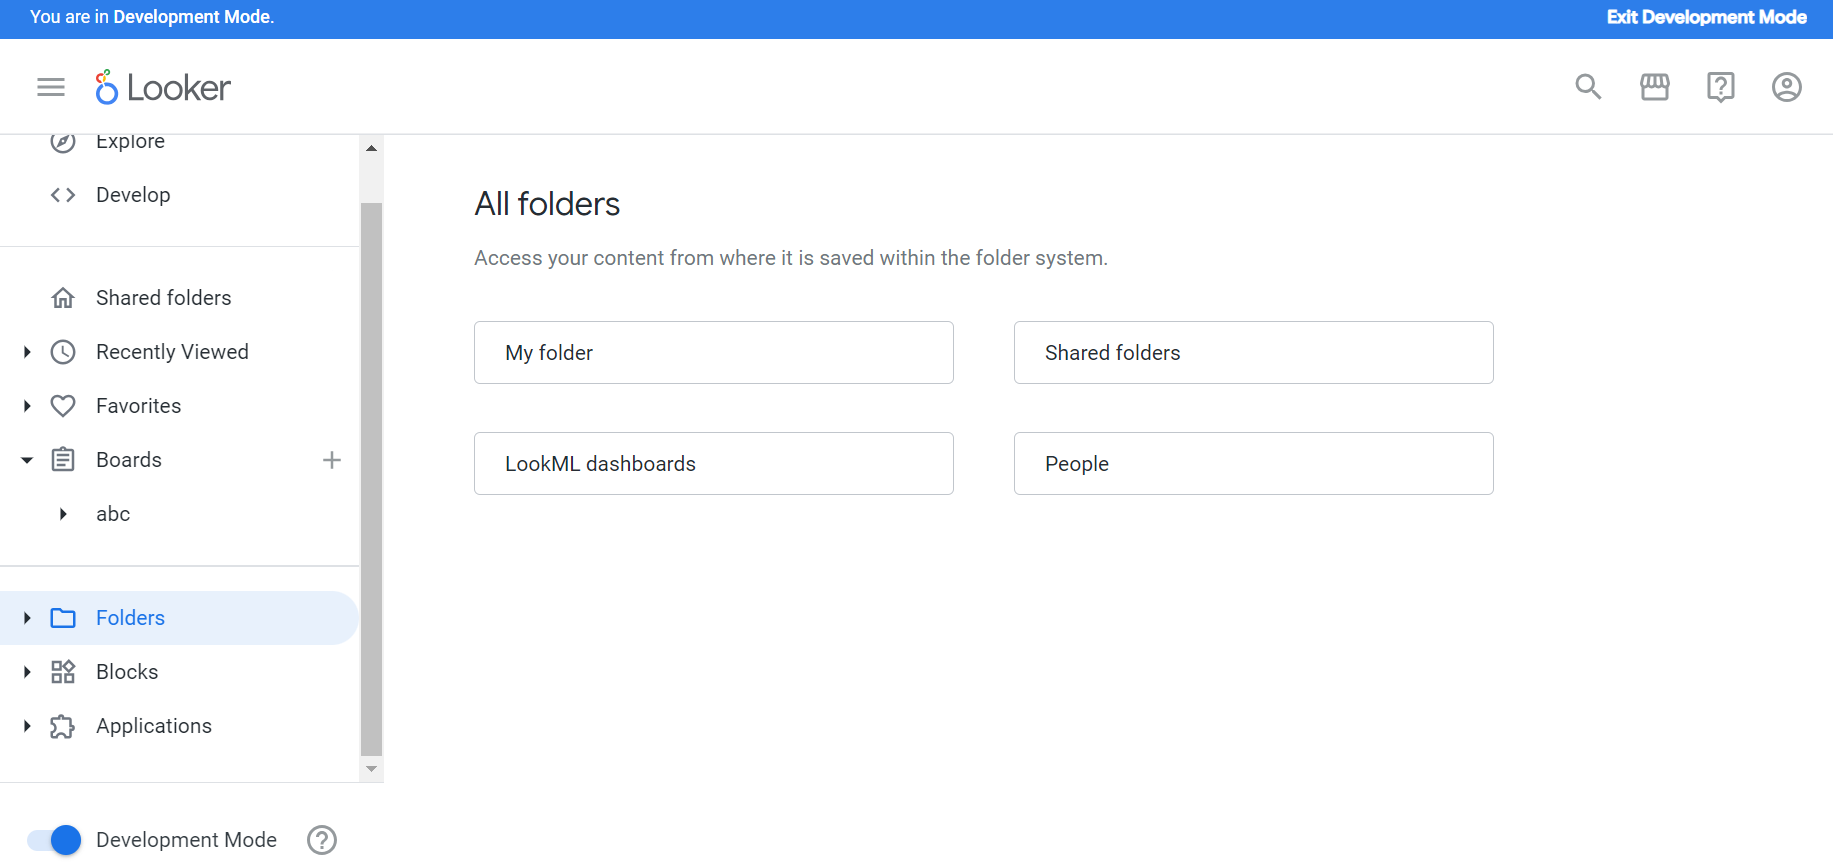 You are in Development Mode.
Exit Development Mode
Looker
Explore
Develop
Shared folders
Recently Viewed
Favorites
Boards
abc
Folders
Blocks
Applications
Development Mode
All folders
Access your content from where it is saved within the folder system.
My folder
Shared folders
LookML dashboards
People